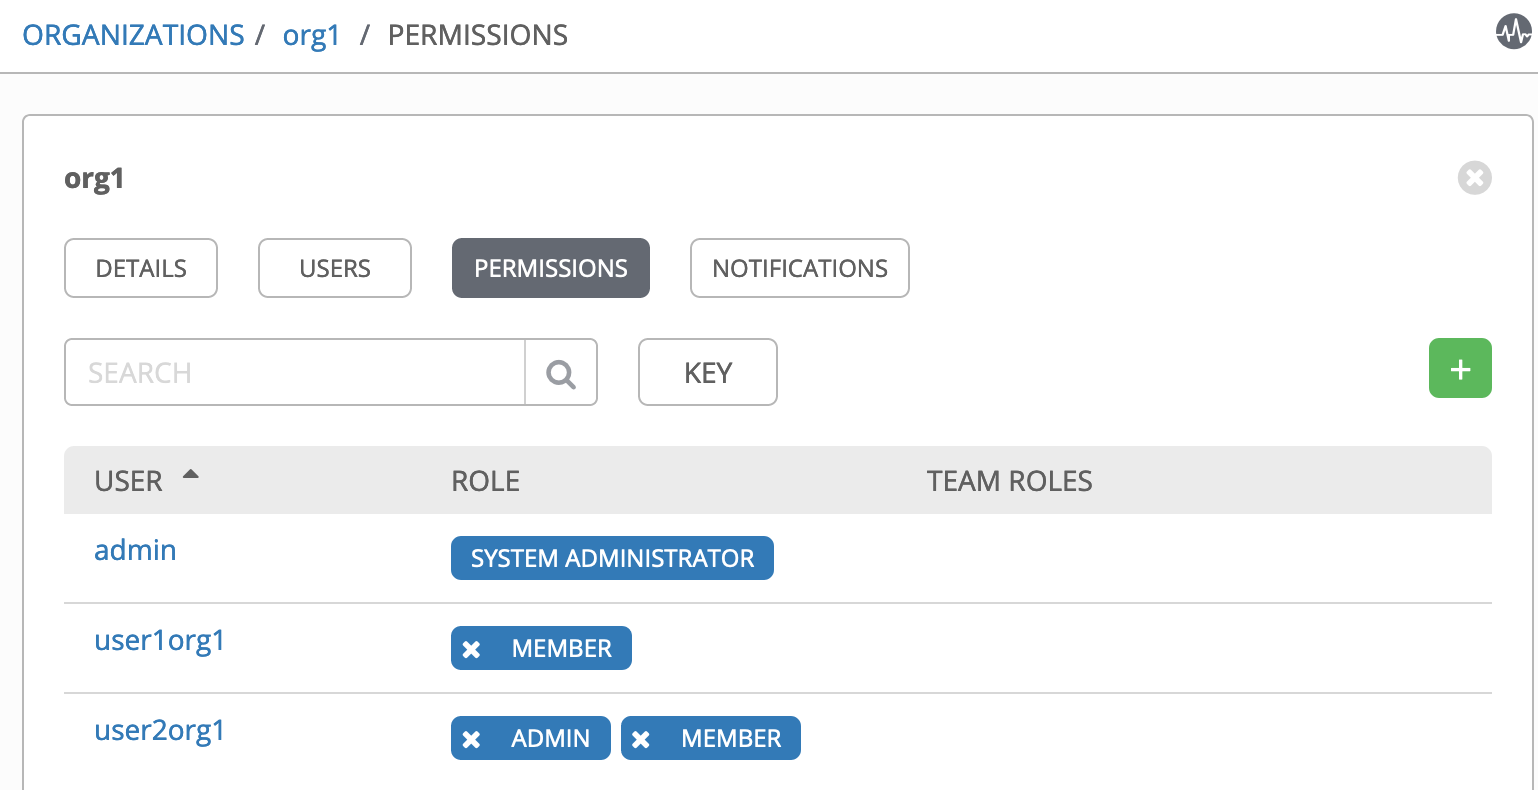 ORGANIZATIONS / org1 / PERMISSIONS
org1
DETAILS USERS PERMISSIONS NOTIFICATIONS
SEARCH KEY +
USER ROLE TEAM ROLES
admin SYSTEM ADMINISTRATOR
user1org1 MEMBER
user2org1 ADMIN MEMBER